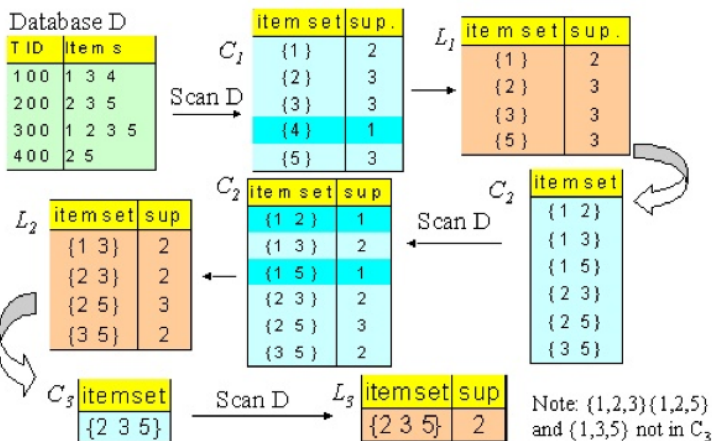 Database D
TID Items
100 1 3 4
200 2 3 5
300 1 2 3 5
400 2 5
Scan D
C1
itemset sup.
{1} 2
{2} 3
{3} 3
{4} 1
{5} 3
L1
itemset sup.
{1} 2
{2} 3
{3} 3
{5} 3
C2
itemset
{1 2}
{1 3}
{1 5}
{2 3}
{2 5}
{3 5}
Scan D
C2
itemset sup
{1 2} 1
{1 3} 2
{1 5} 1
{2 3} 2
{2 5} 3
{3 5} 2
L2
itemset sup
{1 3} 2
{2 3} 2
{2 5} 3
{3 5} 2
C3
itemset
{2 3 5}
Scan D
L3
itemset sup
{2 3 5} 2
Note: {1,2,3}{1,2,5}
and {1,3,5} not in C3